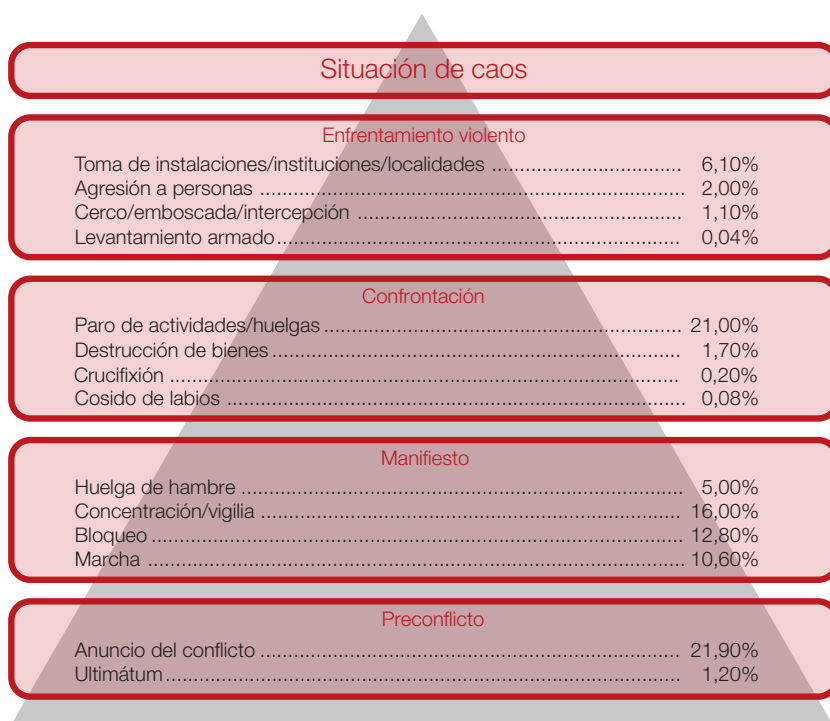 Situación de caos
Enfrentamiento violento
Toma de instalaciones/instituciones/localidades ................................ 6,10%
Agresión a personas ................................ 2,00%
Cerco/emboscada/intercepción ................................ 1,10%
Levantamiento armado ................................ 0,04%
Confrontación
Paro de actividades/huelgas ................................ 21,00%
Destrucción de bienes ................................ 1,70%
Crucifixión ................................ 0,20%
Cosido de labios ................................ 0,08%
Manifiesto
Huelga de hambre ................................ 5,00%
Concentración/vigilia ................................ 16,00%
Bloqueo ................................ 12,80%
Marcha ................................ 10,60%
Preconflicto
Anuncio del conflicto ................................ 21,90%
Ultimátum ................................ 1,20%